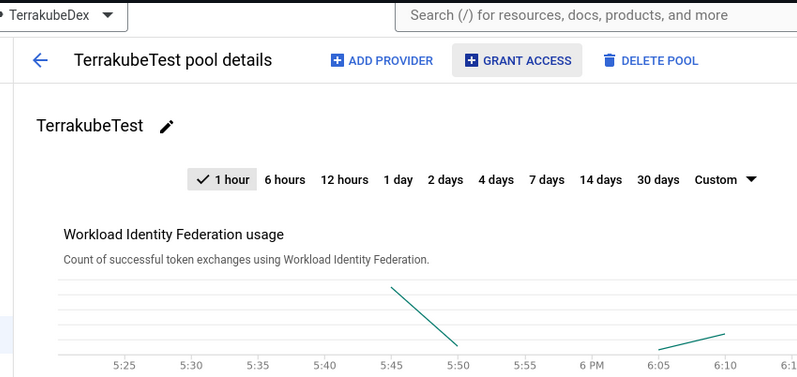 TerrakubeDex
Search (/) for resources, docs, products, and more
TerrakubeTest pool details
ADD PROVIDER
GRANT ACCESS
DELETE POOL
TerrakubeTest
1 hour 6 hours 12 hours 1 day 2 days 4 days 7 days 14 days 30 days Custom
Workload Identity Federation usage
Count of successful token exchanges using Workload Identity Federation.
5:25 5:30 5:35 5:40 5:45 5:50 5:55 6 PM 6:05 6:10